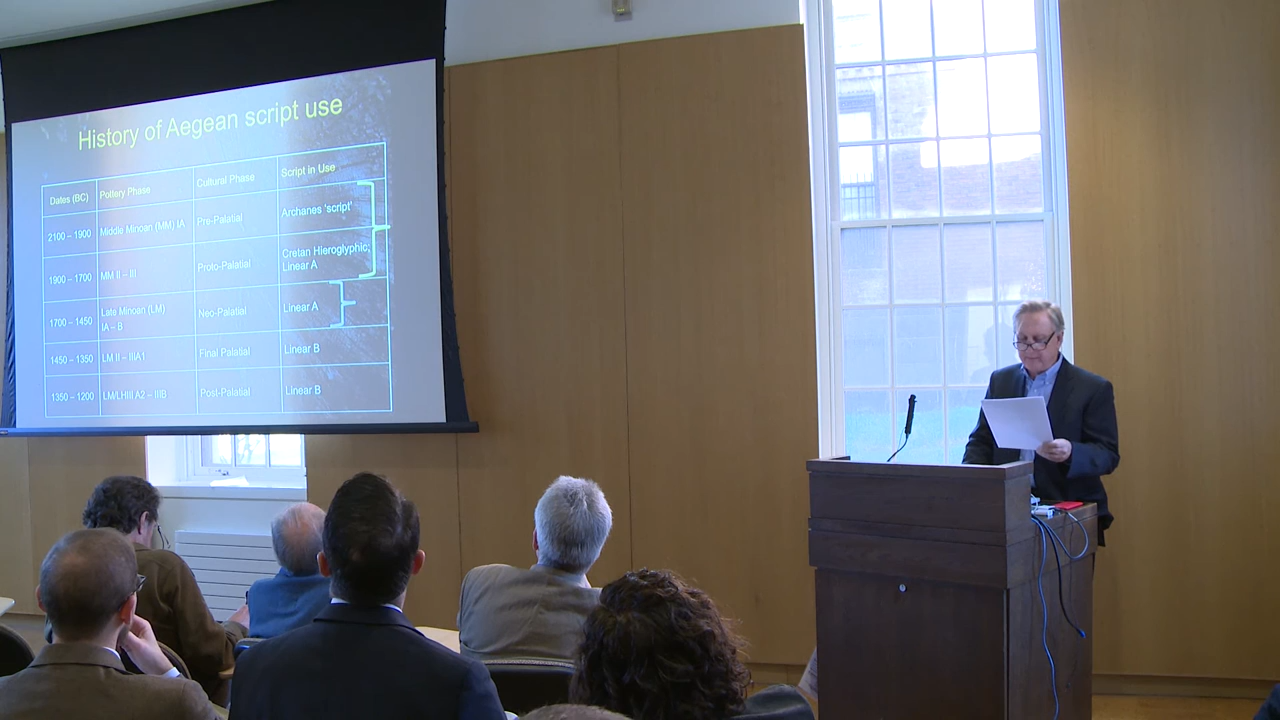 History of Aegean script use
Dates (BC) Pottery Phase Cultural Phase Script in Use
2100 – 1900 Middle Minoan (MM) IA Pre-Palatial Archanes 'script'
1900 – 1700 MM II – III Proto-Palatial Cretan Hieroglyphic;
Linear A
1700 – 1450 Late Minoan (LM)
IA – B Neo-Palatial Linear A
1450 – 1350 LM II – IIIA1 Final Palatial Linear B
1350 – 1200 LM/LHIII A2 – IIIB Post-Palatial Linear B